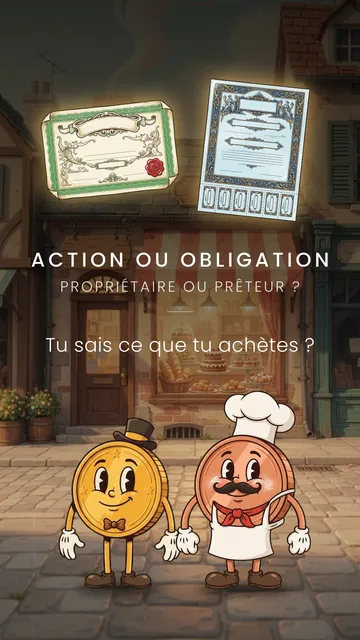 ACTION OU OBLIGATION
PROPRIÉTAIRE OU PRÊTEUR ?
Tu sais ce que tu achètes ?